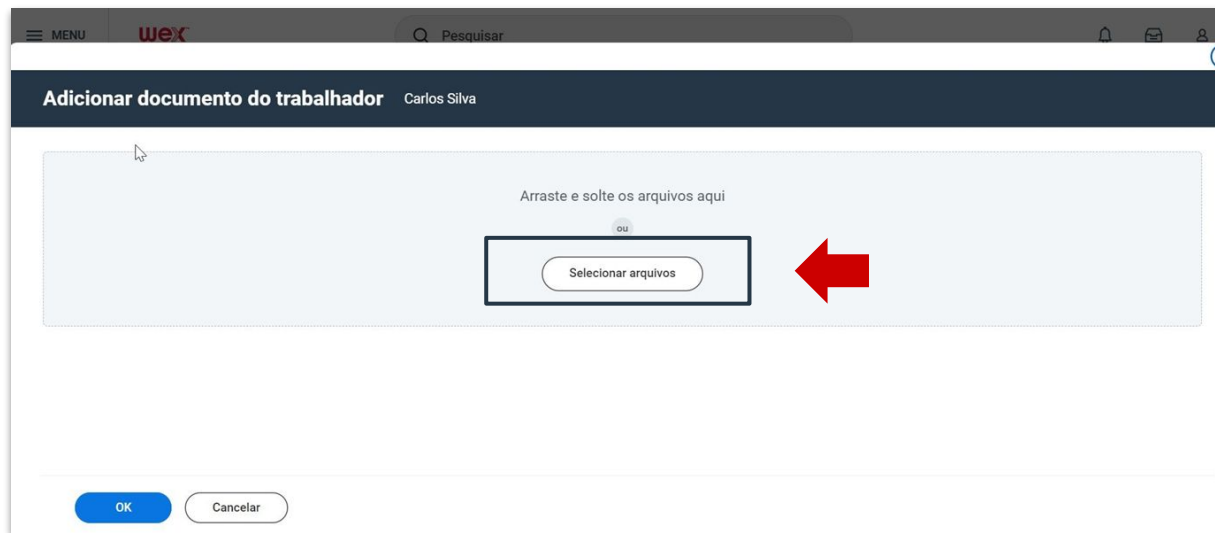 MENU wex Pesquisar
Adicionar documento do trabalhador Carlos Silva
Arraste e solte os arquivos aqui
ou
Selecionar arquivos
OK Cancelar